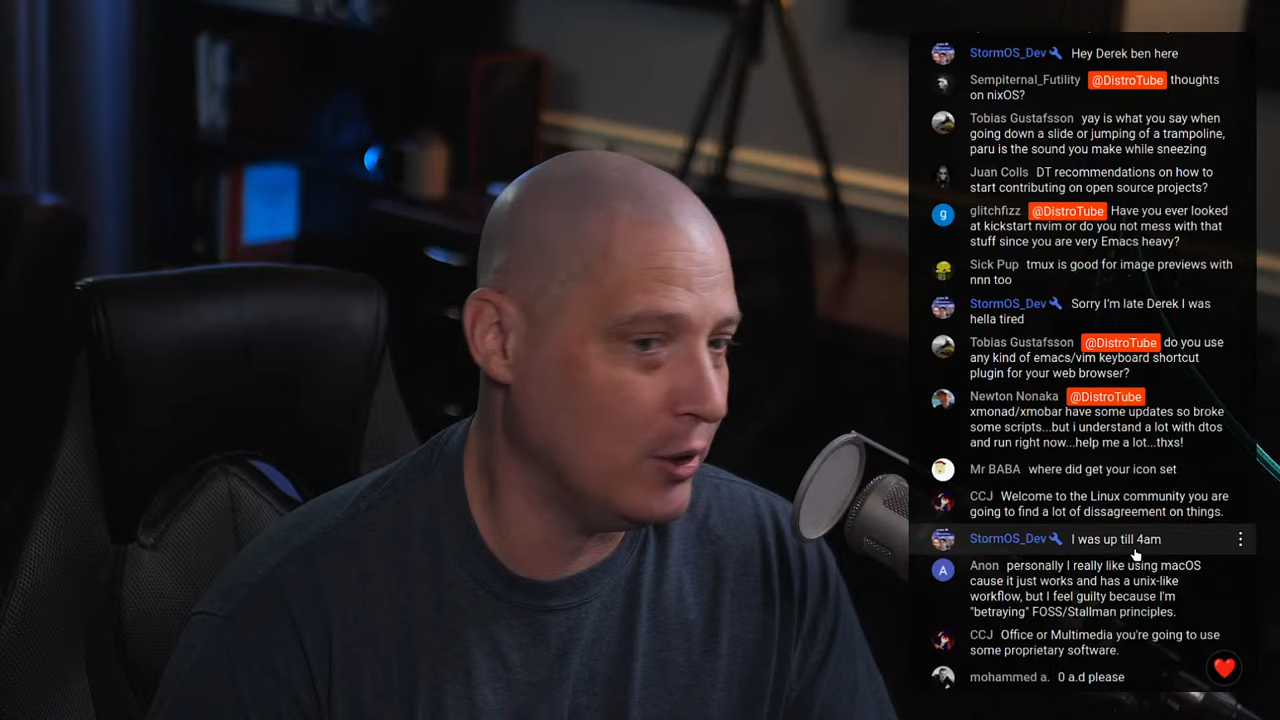 StormOS_Dev Hey Derek ben here
Sempiternal_Futility @DistroTube thoughts
on nixOS?
Tobias Gustafsson yay is what you say when
going down a slide or jumping of a trampoline,
paru is the sound you make while sneezing
Juan Colls DT recommendations on how to
start contributing on open source projects?
g
glitchfizz @DistroTube Have you ever looked
at kickstart nvim or do you not mess with that
stuff since you are very Emacs heavy?
Sick Pup tmux is good for image previews with
nnn too
StormOS_Dev Sorry I'm late Derek I was
hella tired
Tobias Gustafsson @DistroTube do you use
any kind of emacs/vim keyboard shortcut
plugin for your web browser?
Newton Nonaka @DistroTube
xmonad/xmobar have some updates so broke
some scripts...but i understand a lot with dtos
and run right now...help me a lot...thxs!
Mr BABA where did get your icon set
CCJ Welcome to the Linux community you are
going to find a lot of dissagreement on things.
StormOS_Dev I was up till 4am
A
Anon personally I really like using macOS
cause it just works and has a unix-like
workflow, but I feel guilty because I'm
"betraying" FOSS/Stallman principles.
CCJ Office or Multimedia you're going to use
some proprietary software.
mohammed a. 0 a.d please